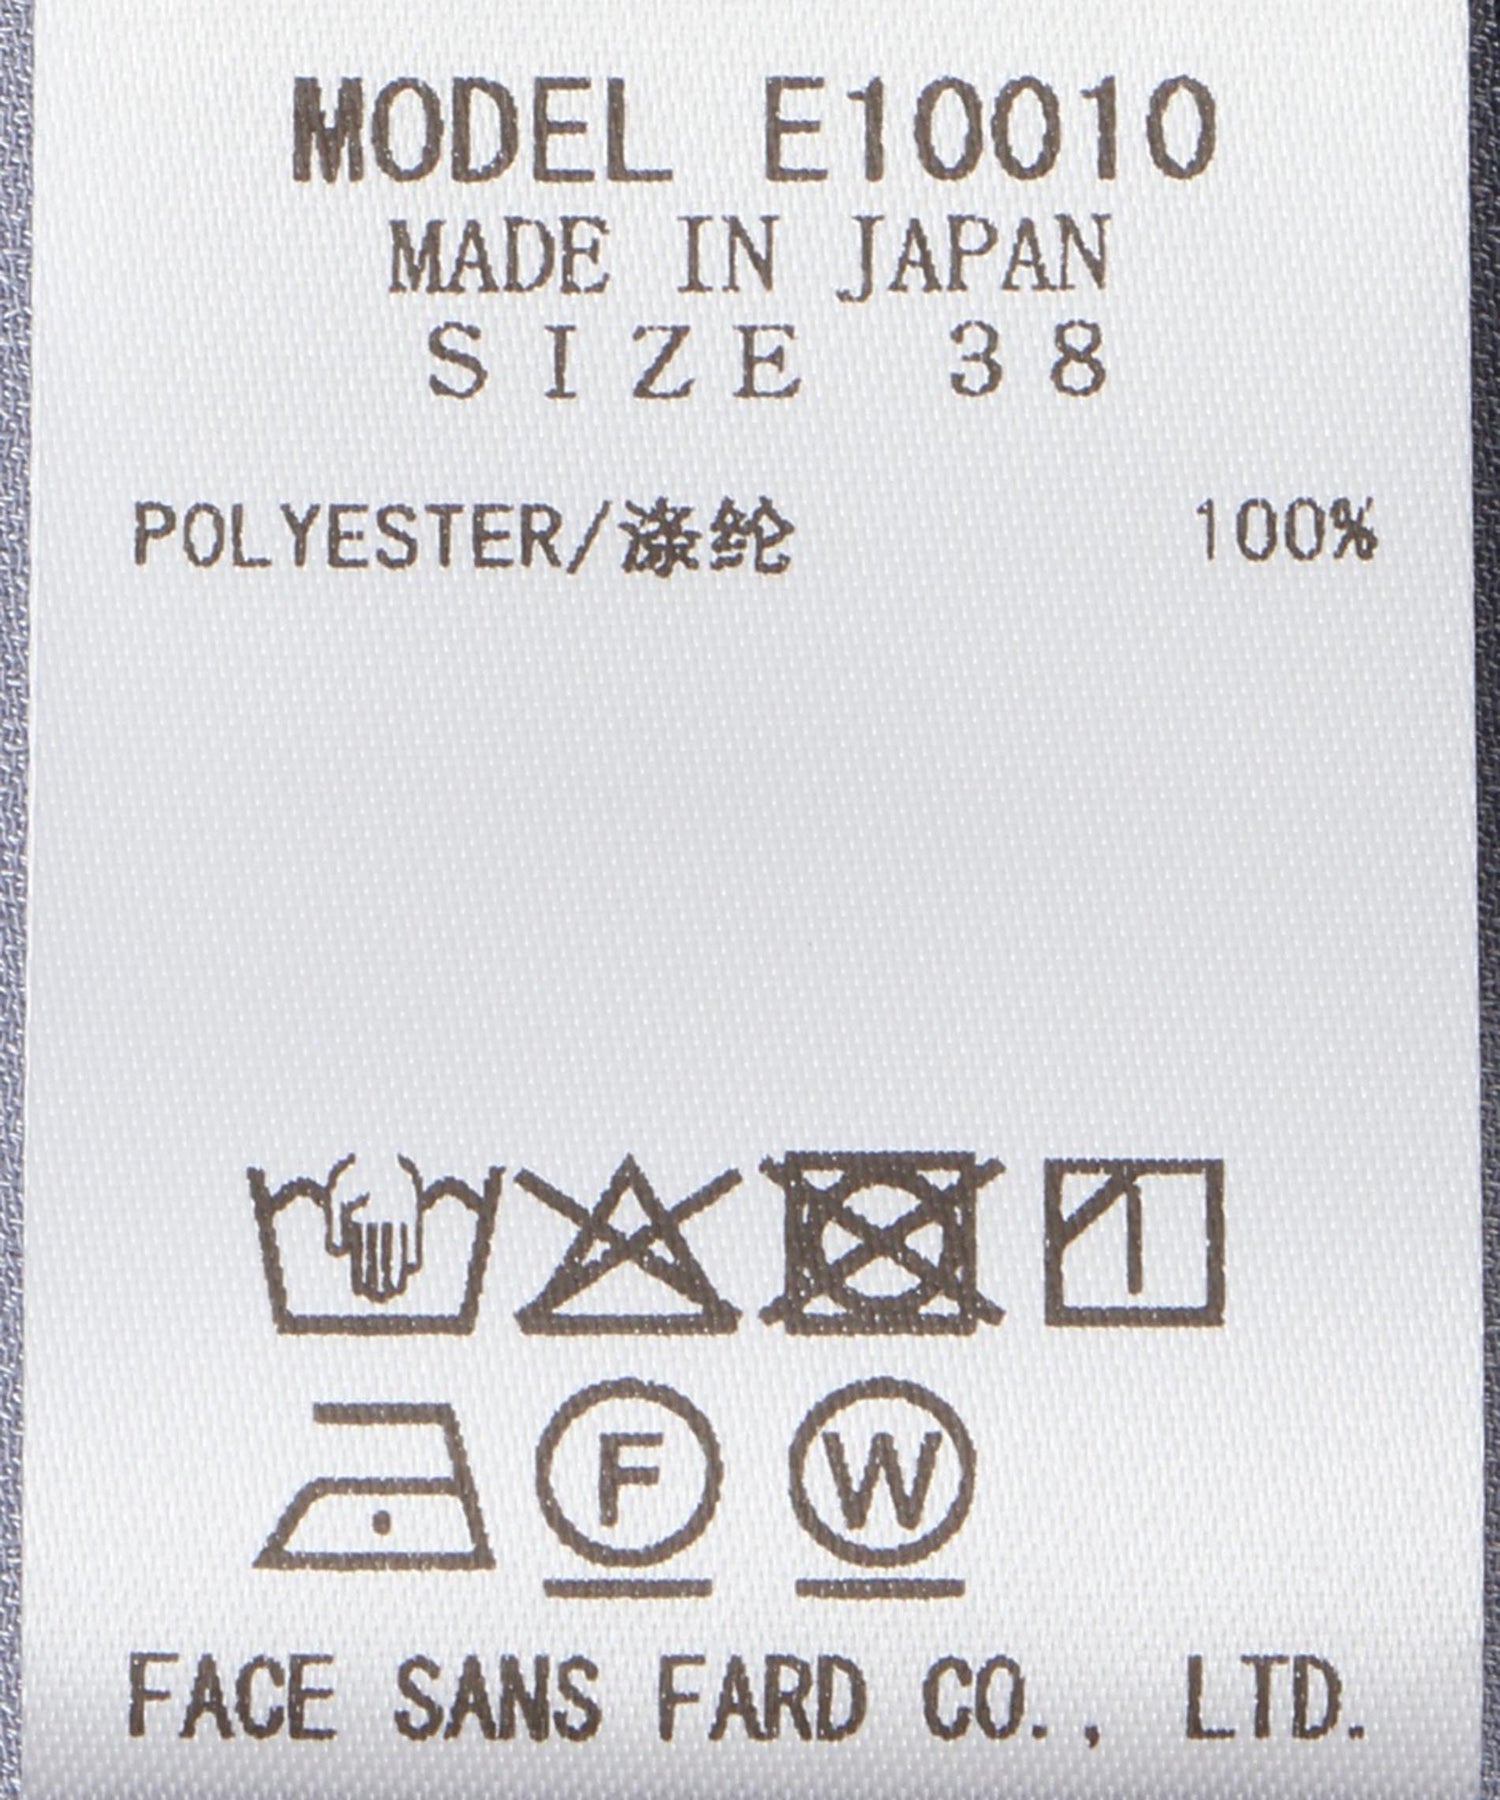 MODEL E10010
MADE IN JAPAN
SIZE 38
POLYESTER/涤纶 100%
F W
FACE SANS FARD CO., LTD.